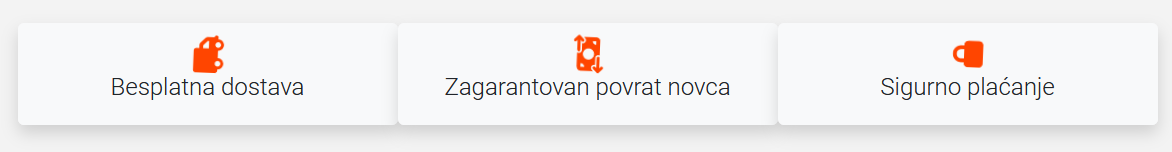 Besplatna dostava
Zagarantovan povrat novca
Sigurno plaćanje